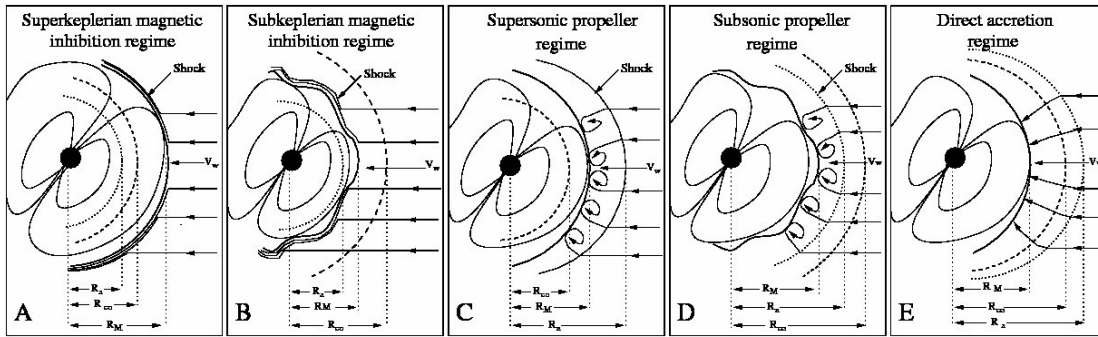 Superkeplerian magnetic
inhibition regime
Shock
V_w
R_a
R_co
R_M
A
Subkeplerian magnetic
inhibition regime
Shock
V_w
R_a
RM
R_co
B
Supersonic propeller
regime
Shock
V_w
R_co
R_M
R_a
C
Subsonic propeller
regime
Shock
V_w
R_M
R_a
R_co
D
Direct accretion
regime
R_M
R_co
R_a
E